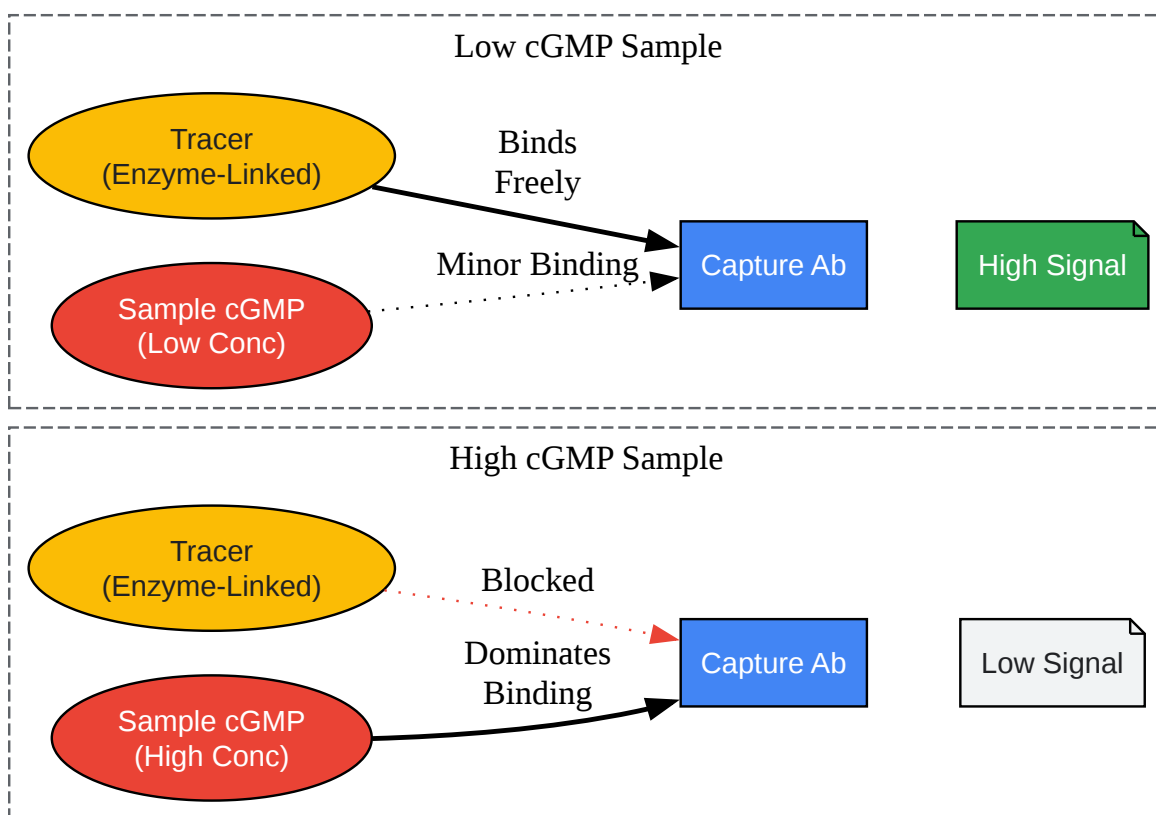 Low cGMP Sample
Tracer
(Enzyme-Linked)
Binds
Freely
Minor Binding
Sample cGMP
(Low Conc)
Capture Ab
High Signal
High cGMP Sample
Tracer
(Enzyme-Linked)
Blocked
Dominates
Binding
Sample cGMP
(High Conc)
Capture Ab
Low Signal